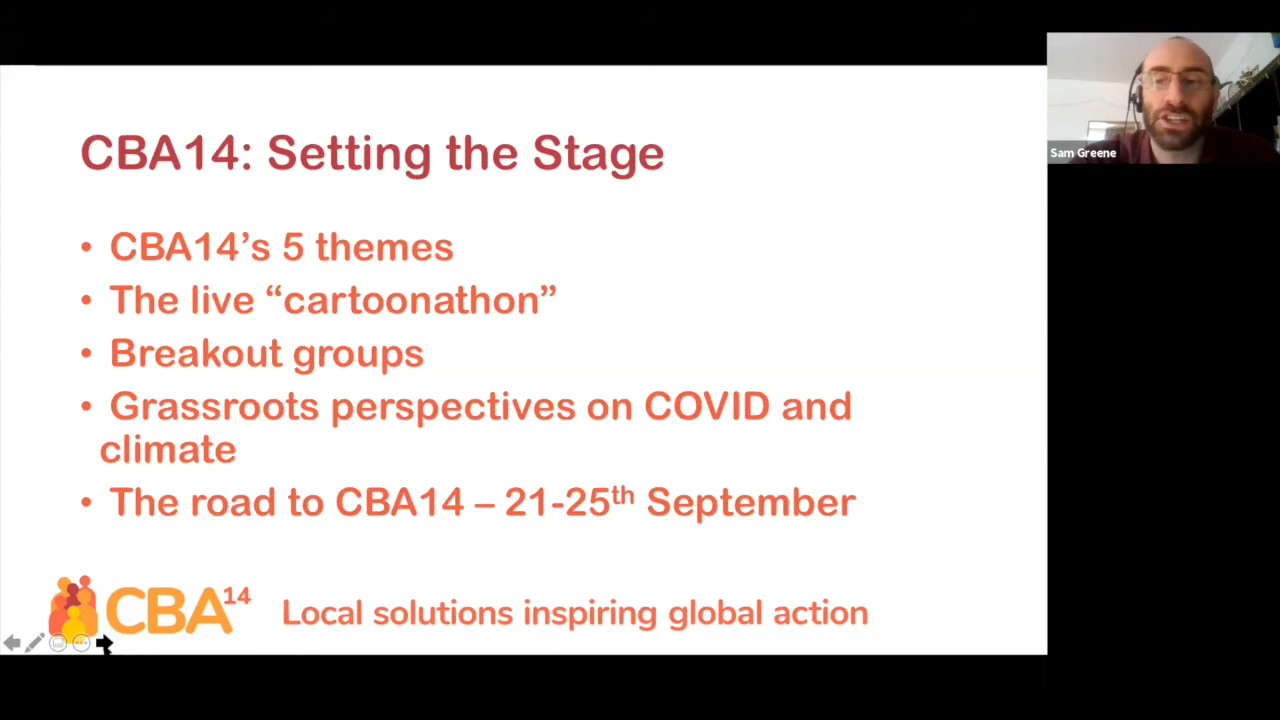 CBA14: Setting the Stage
• CBA14’s 5 themes
• The live “cartoonathon”
• Breakout groups
• Grassroots perspectives on COVID and
climate
• The road to CBA14 – 21-25th September
CBA14
Local solutions inspiring global action
Sam Greene